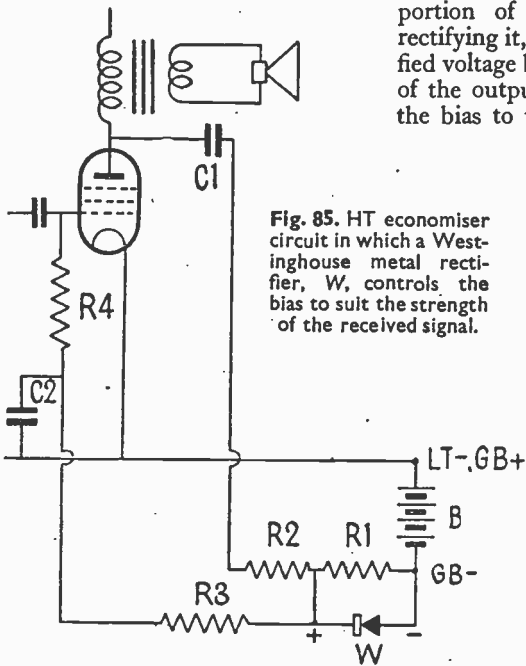 portion of
rectifying it,
fied voltage b
of the output
the bias to
C1
Fig. 85. HT economiser
circuit in which a West-
inghouse metal recti-
fier, W, controls the
bias to suit the strength
of the received signal.
R4
C2
LT-,GB+
B
R2 R1
GB-
R3
+ -
W